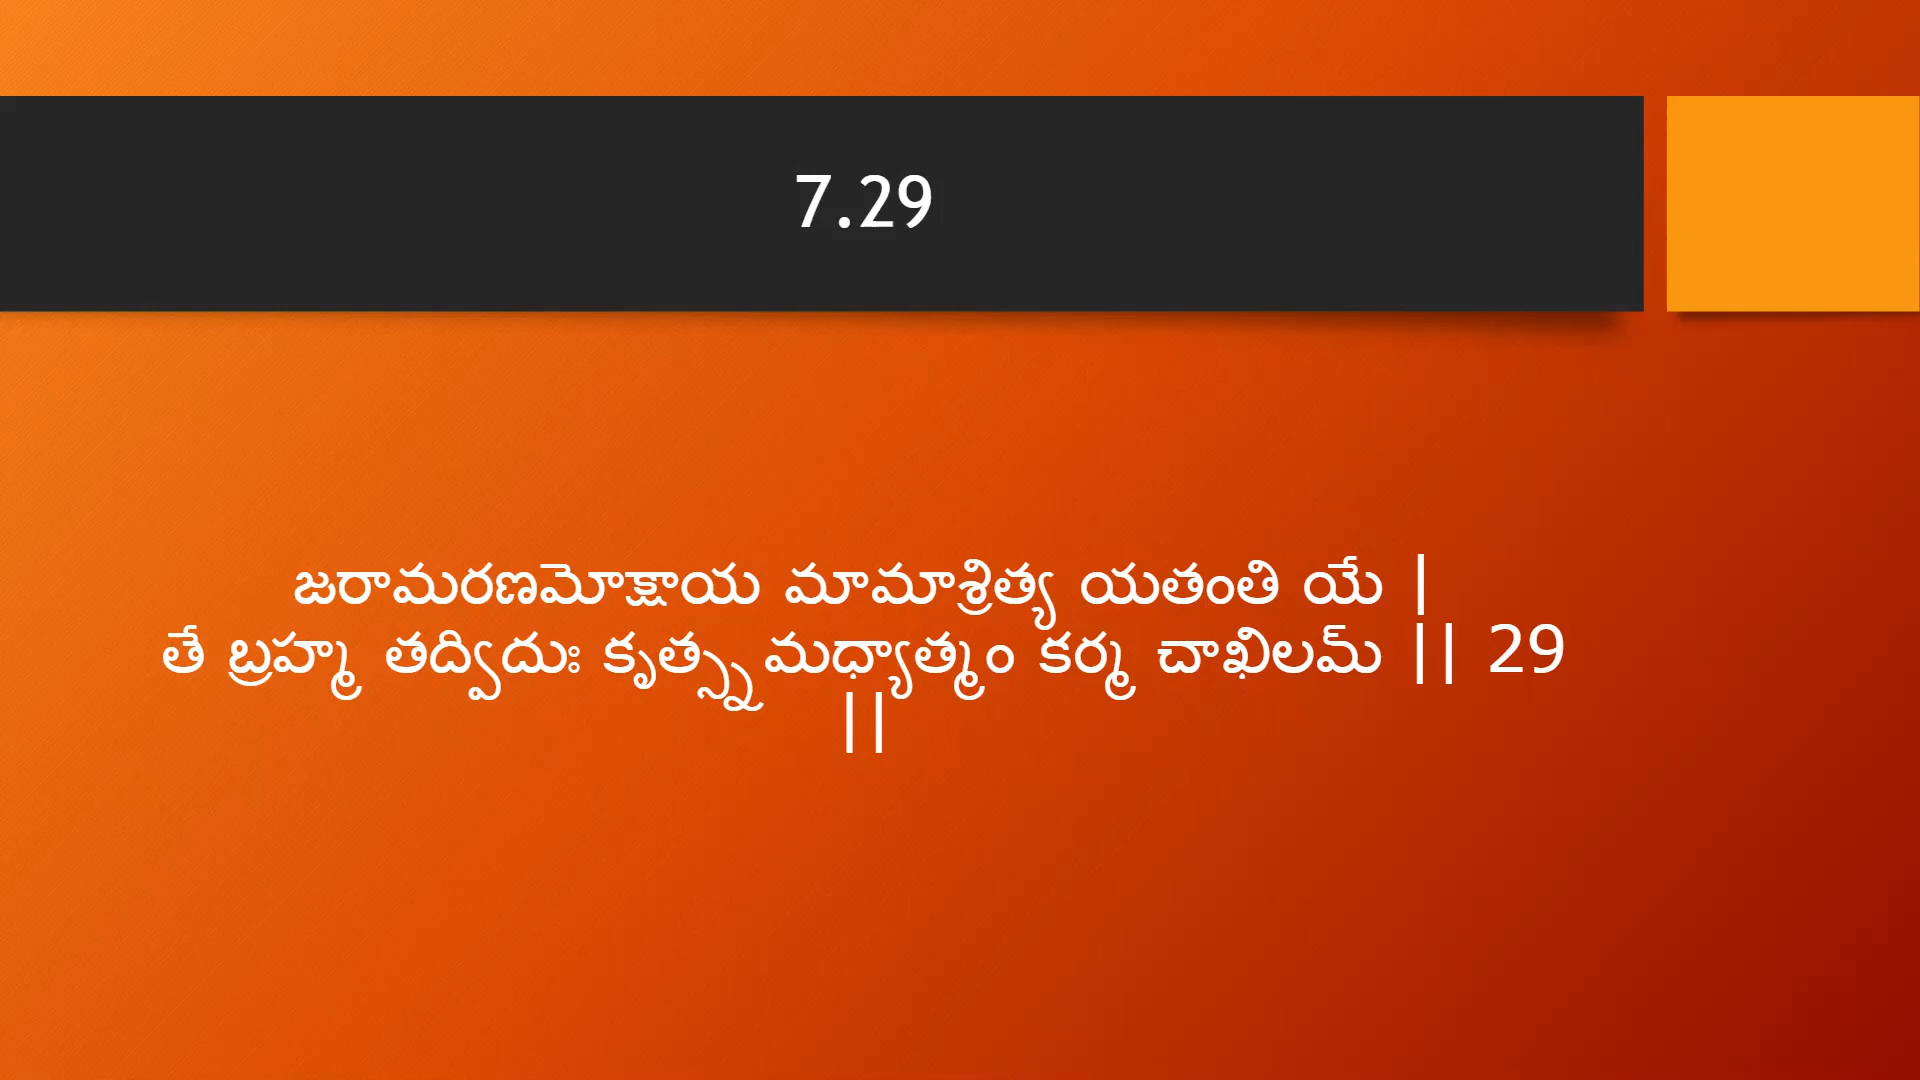 7.29
జరామరణమోక్షాయ మామాశ్రిత్య యతంతి యే |
తే బ్రహ్మ తద్విదుః కృత్స్నమధ్యాత్మం కర్మ చాఖిలమ్ || 29
||